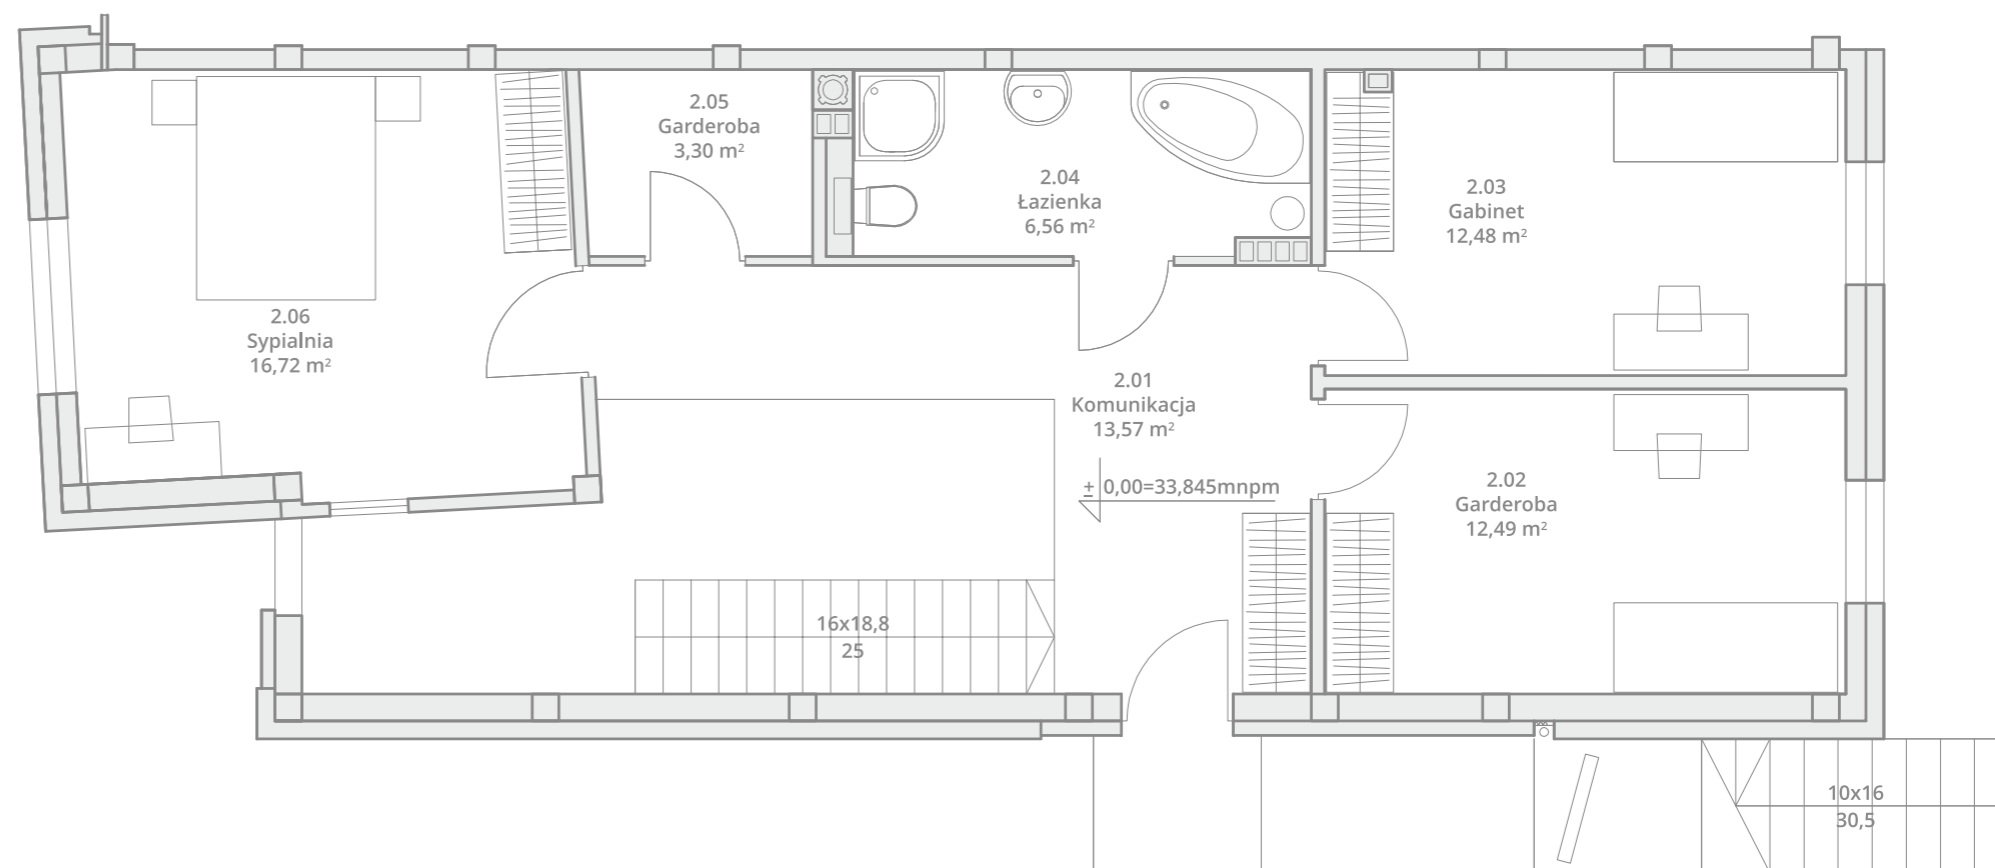 2.05
Garderoba
3,30 m²
2.04
Łazienka
6,56 m²
2.03
Gabinet
12,48 m²
2.06
Sypialnia
16,72 m²
2.01
Komunikacja
13,57 m²
± 0,00=33,845mnpm
2.02
Garderoba
12,49 m²
16x18,8
25
10x16
30,5